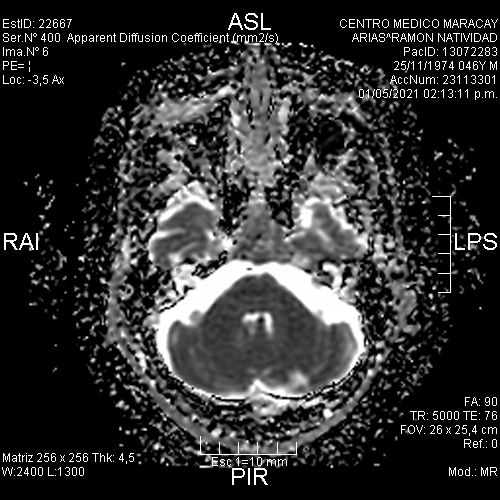 EstID: 22667
Ser.Nº 400 Apparent Diffusion Coefficient (mm2/s)
Ima.Nº 6
PE= ¦
Loc: -3,5 Ax
ASL
CENTRO MEDICO MARACAY
ARIAS^RAMON NATIVIDAD
PacID: 13072283
25/11/1974 046Y M
AccNum: 23113301
01/05/2021 02:13:11 p.m.
RAI
LPS
FA: 90
TR: 5000 TE: 76
FOV: 26 x 25,4 cm
Ref.: 0
Mod.: MR
Matriz 256 x 256 Thk: 4,5
W:2400 L:1300
Esc 1=10 mm
PIR